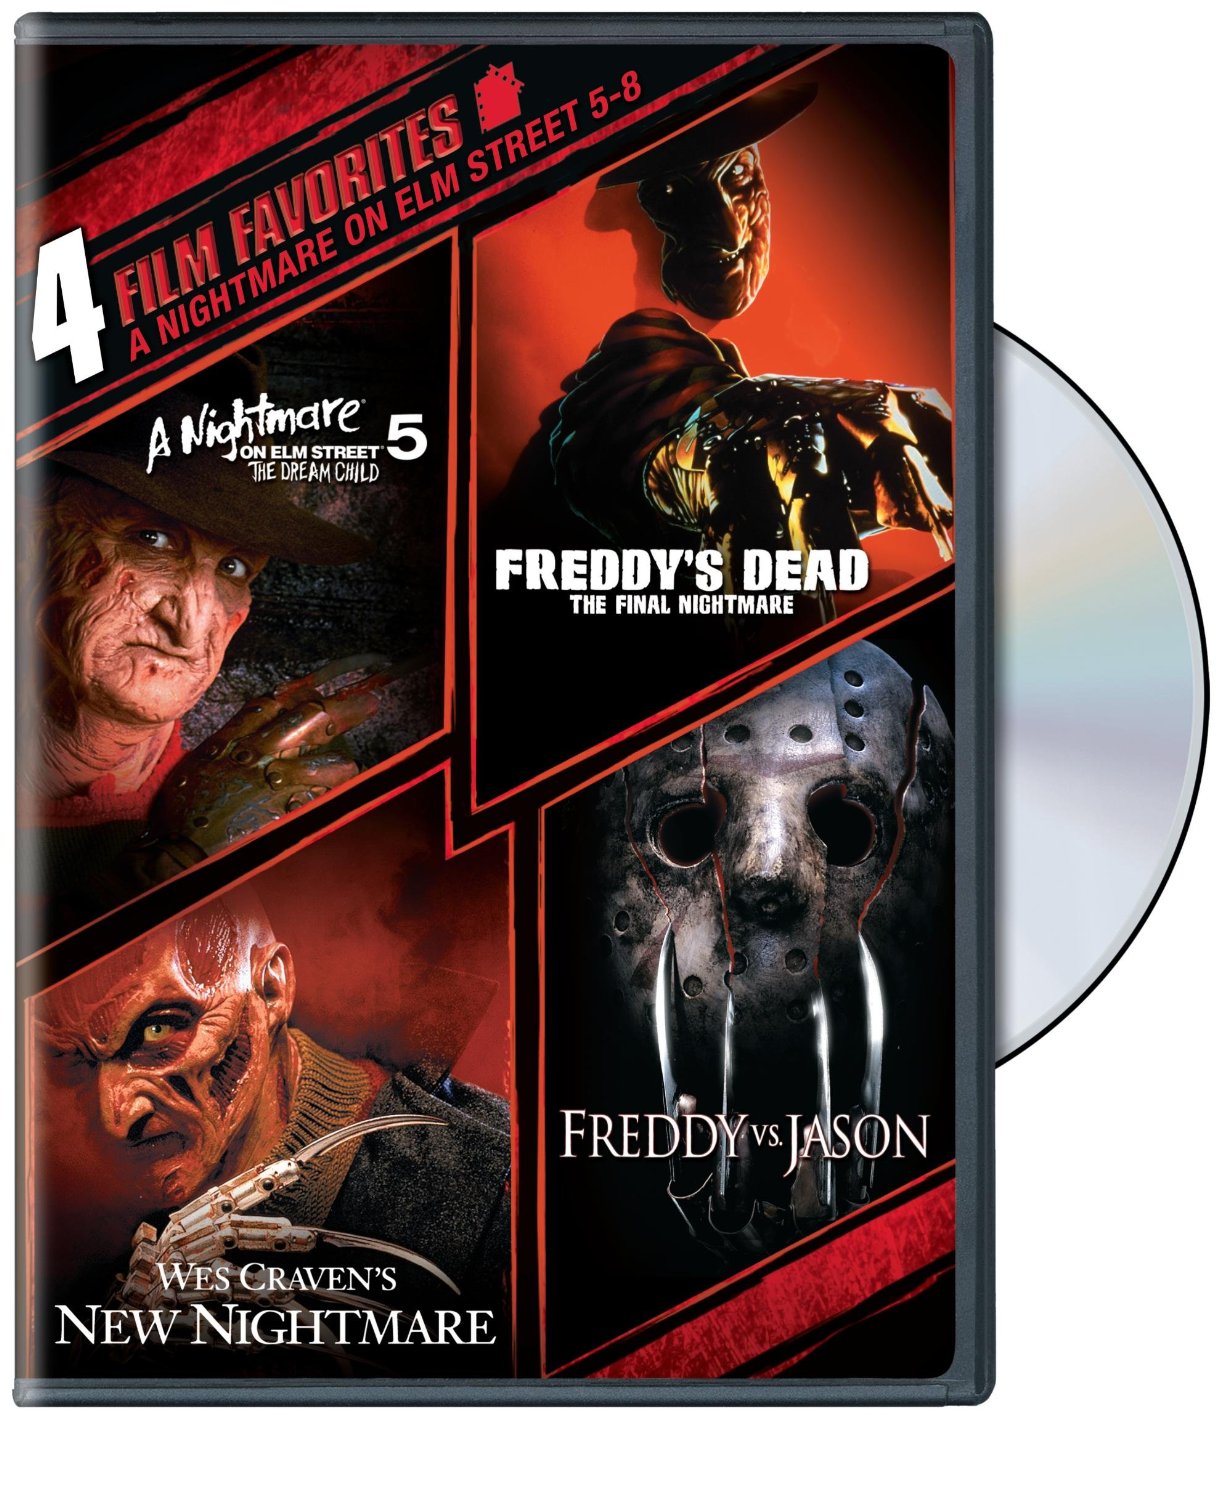 4 FILM FAVORITES
A NIGHTMARE ON ELM STREET 5-8
A Nightmare
ON ELM STREET® 5
THE DREAM CHILD
FREDDY'S DEAD
THE FINAL NIGHTMARE
WES CRAVEN'S
NEW NIGHTMARE
FREDDY VS. JASON